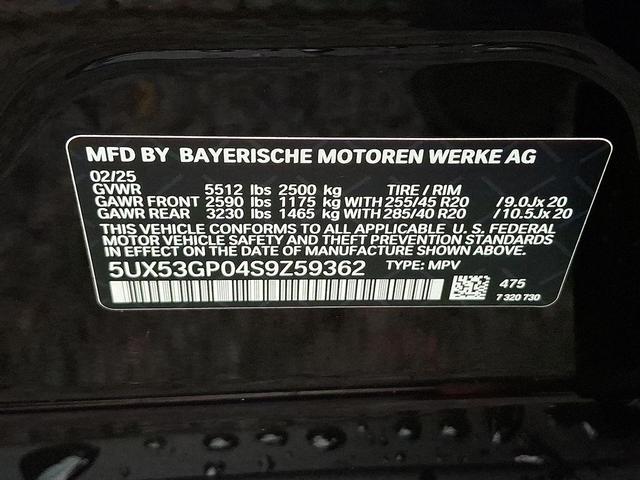 MFD BY BAYERISCHE MOTOREN WERKE AG
02/25
GVWR 5512 lbs 2500 kg TIRE / RIM
GAWR FRONT 2590 lbs 1175 kg WITH 255/45 R20 / 9.0Jx 20
GAWR REAR 3230 lbs 1465 kg WITH 285/40 R20 / 10.5Jx 20
THIS VEHICLE CONFORMS TO ALL APPLICABLE U. S. FEDERAL
MOTOR VEHICLE SAFETY AND THEFT PREVENTION STANDARDS
IN EFFECT ON THE DATE OF MANUFACTURE SHOWN ABOVE.
5UX53GP04S9Z59362 TYPE: MPV
475
7 320 730